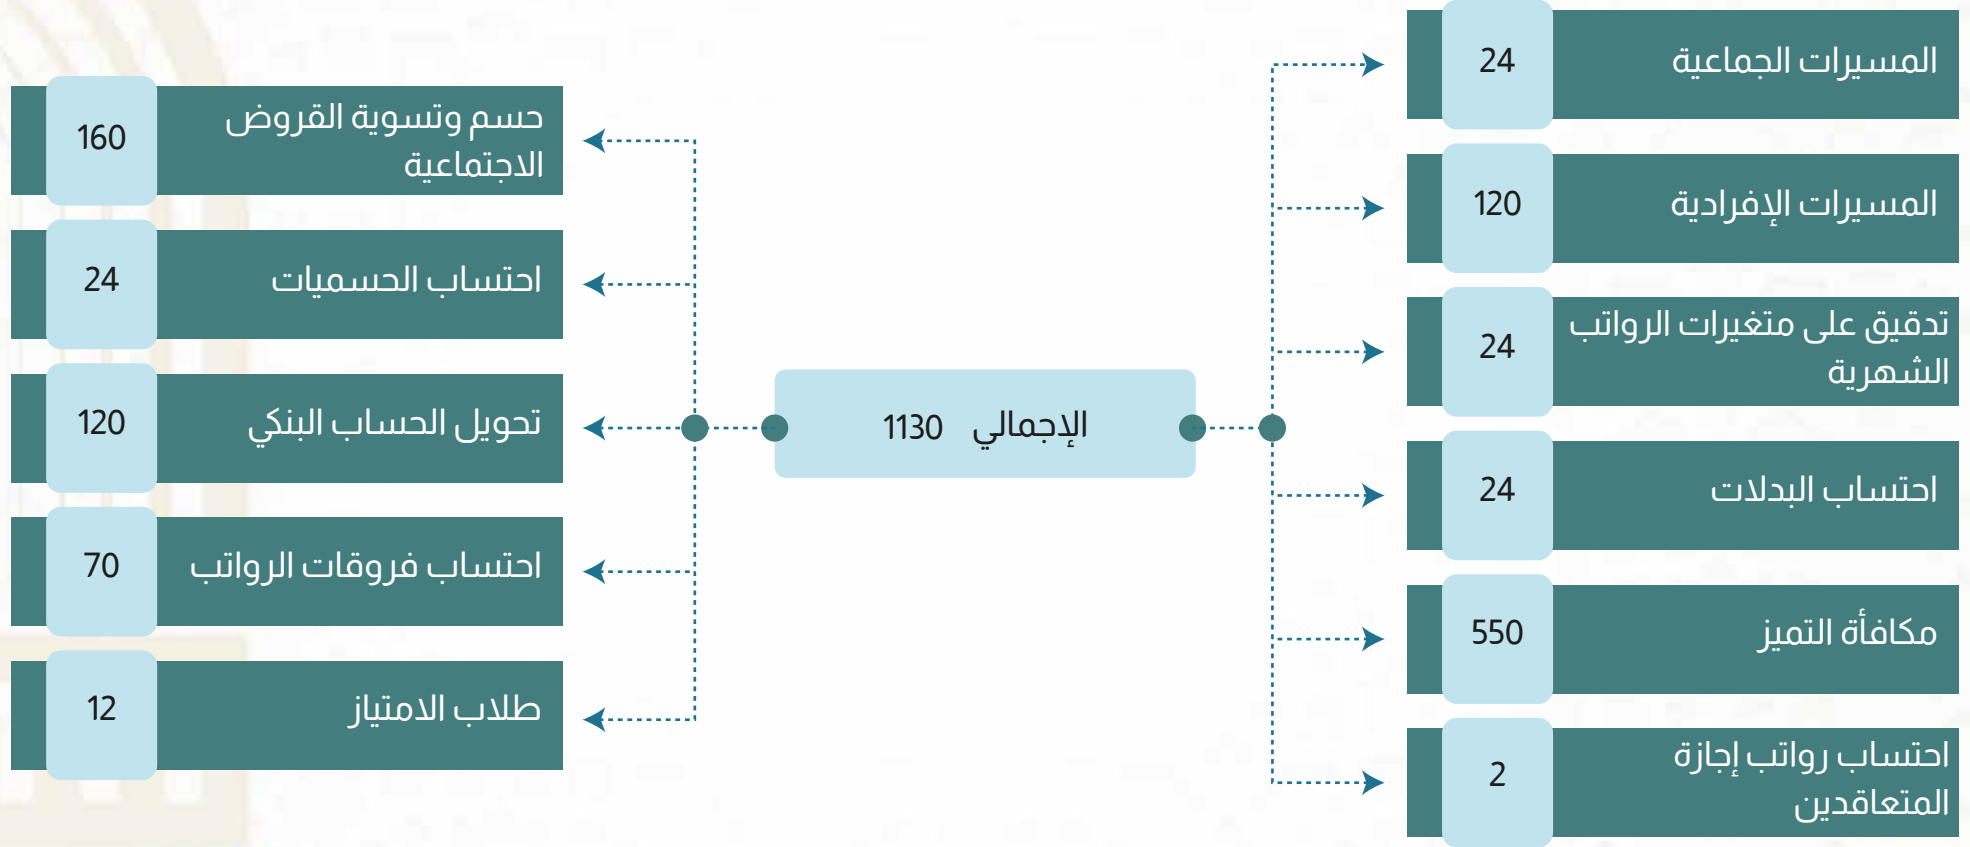 المسيرات الجماعية
24
المسيرات الإفرادية
120
تدقيق على متغيرات الرواتب
الشهرية
24
احتساب البدلات
24
مكافأة التميز
550
احتساب رواتب إجازة
المتعاقدين
2
الإجمالي 1130
حسم وتسوية القروض
الاجتماعية
160
احتساب الحسميات
24
تحويل الحساب البنكي
120
احتساب فروقات الرواتب
70
طلاب الامتياز
12